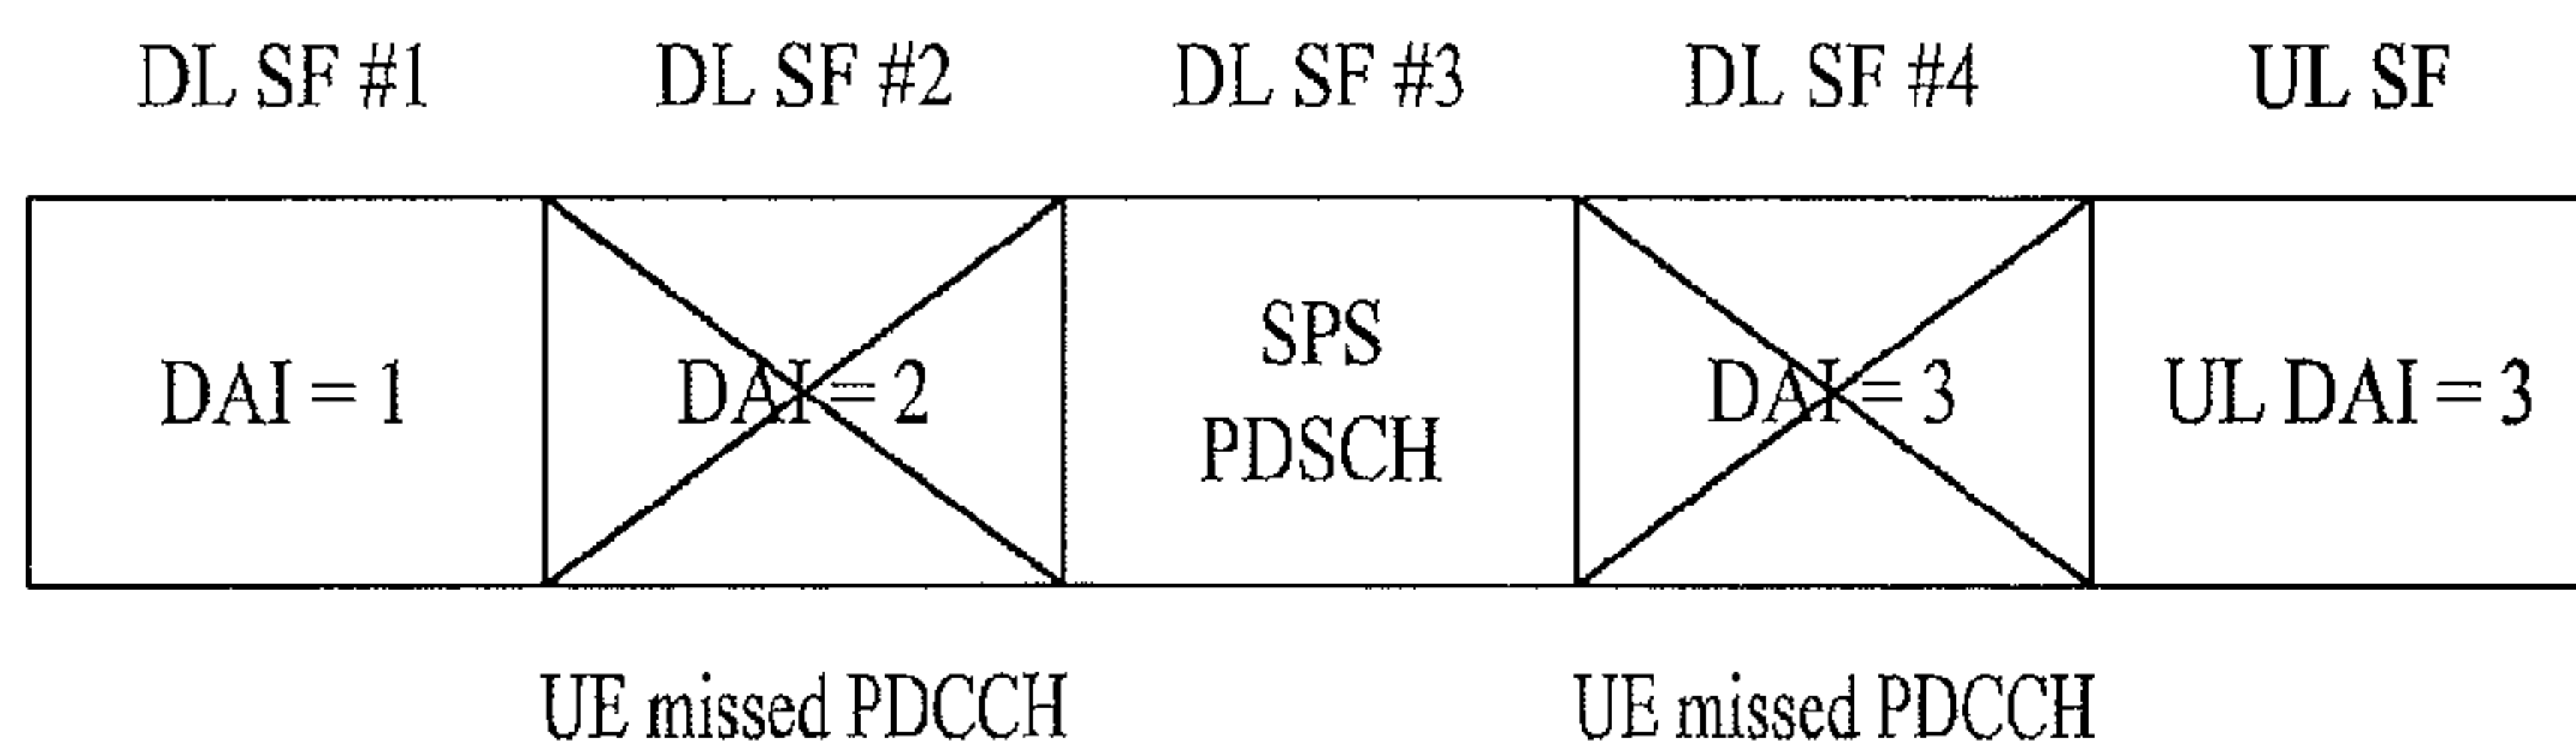 DL SF #1 DL SF #2 DL SF #3 DL SF #4 UL SF
DAI = 1 DAI = 2 SPS PDSCH DAI = 3 UL DAI = 3
UE missed PDCCH UE missed PDCCH